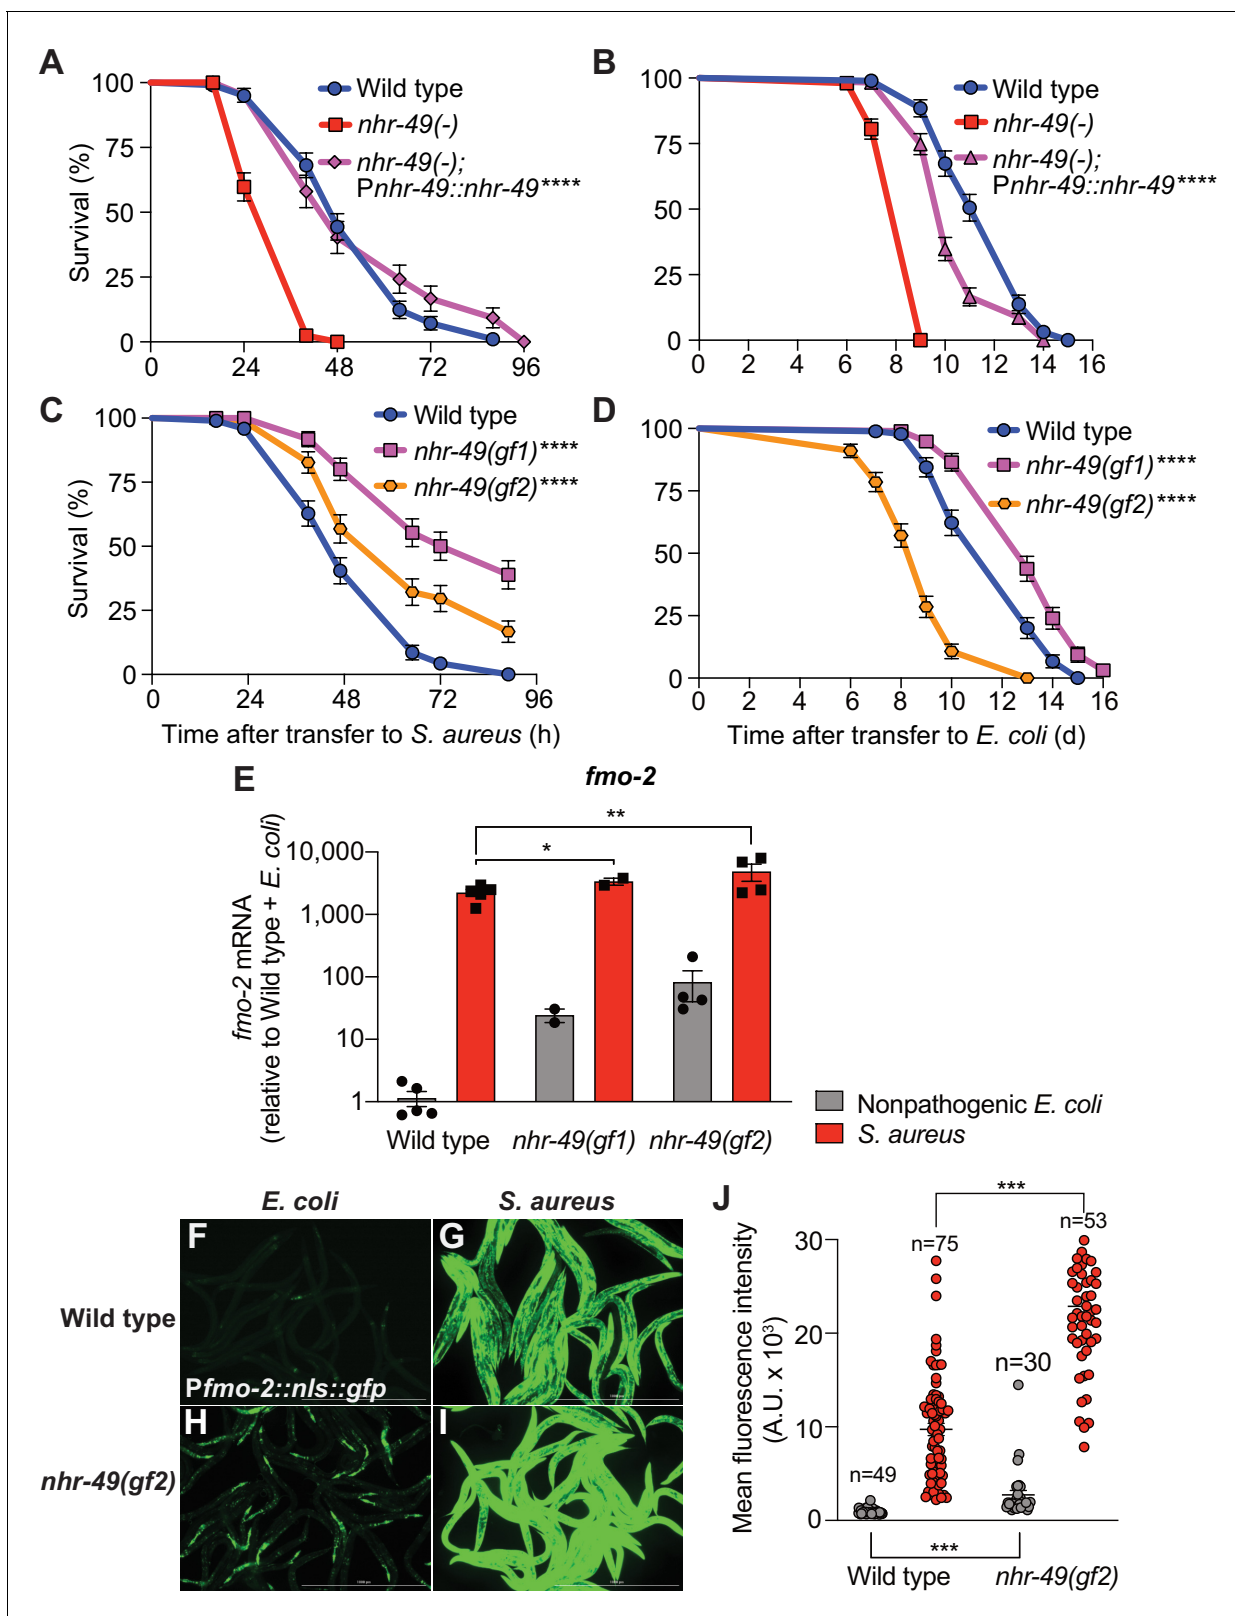 A
Survival (%)
100
75
50
25
0
0 24 48 72 96
Wild type
nhr-49(-)
nhr-49(-);
Pnhr-49::nhr-49****
B
100
75
50
25
0
0 2 4 6 8 10 12 14 16
Wild type
nhr-49(-)
nhr-49(-);
Pnhr-49::nhr-49****
C
Survival (%)
100
75
50
25
0
0 24 48 72 96
Time after transfer to S. aureus (h)
Wild type
nhr-49(gf1)****
nhr-49(gf2)****
D
100
75
50
25
0
0 2 4 6 8 10 12 14 16
Time after transfer to E. coli (d)
Wild type
nhr-49(gf1)****
nhr-49(gf2)****
E
fmo-2
fmo-2 mRNA
(relative to Wild type + E. coli)
10,000
1,000
100
10
1
*
**
Wild type nhr-49(gf1) nhr-49(gf2)
Nonpathogenic E. coli
S. aureus
E. coli S. aureus
Wild type
nhr-49(gf2)
F
Pfmo-2::nls::gfp
G
H
I
J
Mean fluorescence intensity
(A.U. x 10³)
30
20
10
0
***
n=49
n=75
n=30
n=53
***
Wild type nhr-49(gf2)